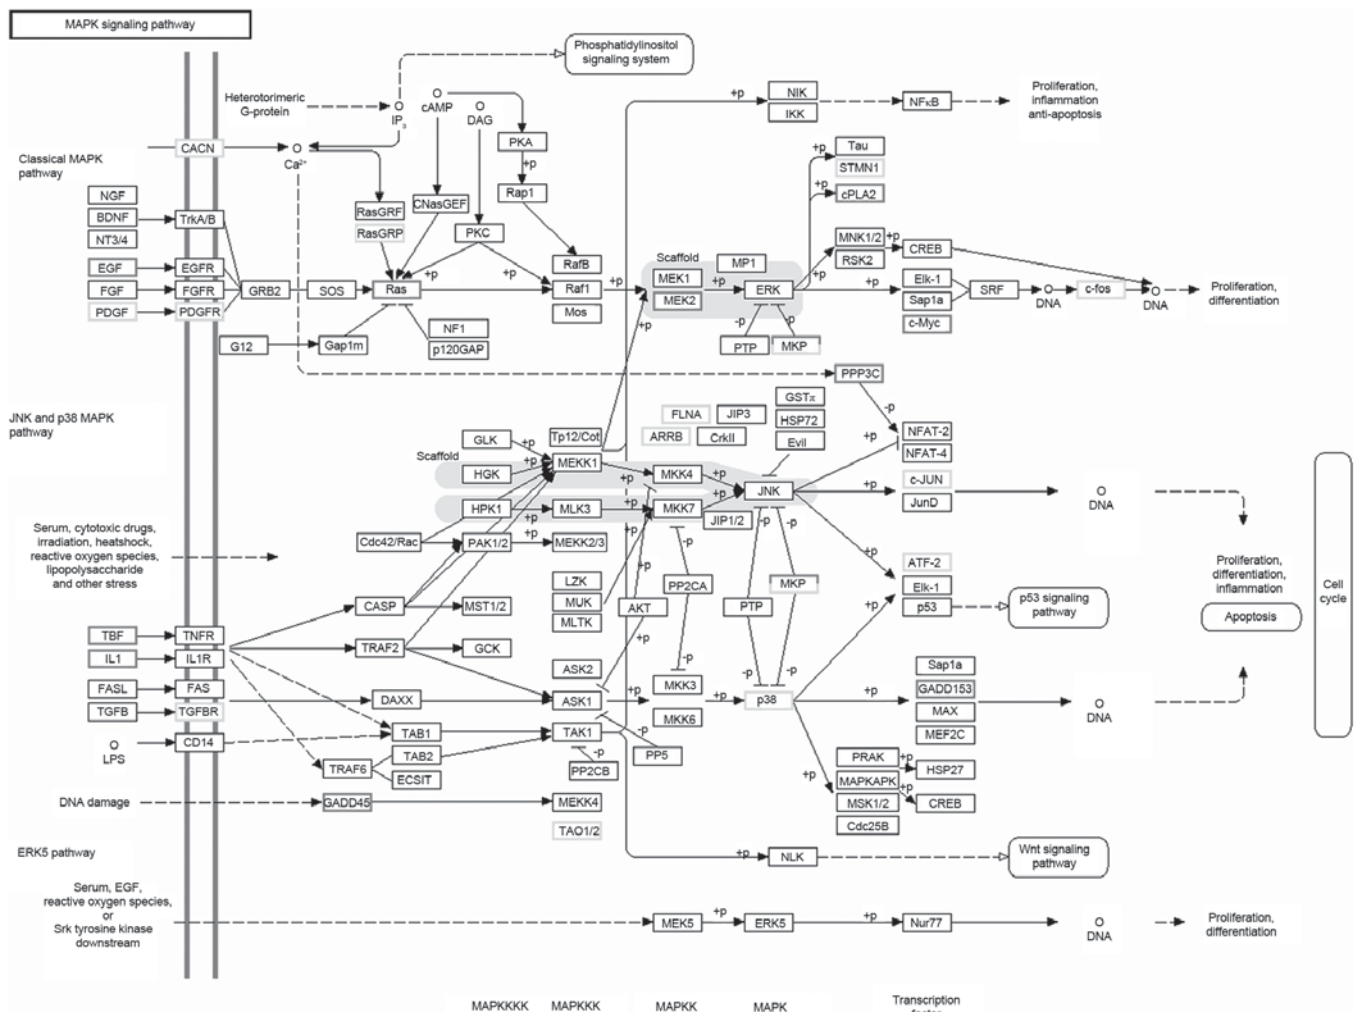 MAPK signaling pathway
Phosphatidylinositol
signaling system
Heterotorimeric
G-protein
IP3
cAMP
DAG
+p
NIK
IKK
NFκB
Proliferation,
inflammation
anti-apoptosis
Classical MAPK
pathway
CACN
Ca2+
PKA
+p
Rap1
Tau
STMN1
+p
cPLA2
+p
NGF
BDNF
NT3/4
TrkA/B
RasGRF
RasGRP
CNasGEF
PKC
RafB
Scaffold
MP1
MNK1/2
RSK2
+p
CREB
EGF
EGFR
FGF
FGFR
PDGF
PDGFR
GRB2
SOS
Ras
+p
+p
Raf1
Mos
+p
MEK1
MEK2
+p
ERK
+p
+p
Elk-1
Sap1a
c-Myc
SRF
DNA
c-fos
DNA
Proliferation,
differentiation
G12
Gap1m
NF1
p120GAP
+p
-p
-p
PTP
MKP
PPP3C
-p
JNK and p38 MAPK
pathway
Scaffold
GLK
HGK
HPK1
+p
+p
+p
+p
Tp12/Cot
MEKK1
MLK3
+p
+p
FLNA
JIP3
ARRB
CrkII
GSTπ
HSP72
Evil
MKK4
MKK7
+p
+p
JIP1/2
JNK
+p
+p
+p
NFAT-2
NFAT-4
c-JUN
JunD
DNA
Serum, cytotoxic drugs,
irradiation, heatshock,
reactive oxygen species,
lipopolysaccharide
and other stress
Cdc42/Rac
PAK1/2
+p
MEKK2/3
LZK
MUK
MLTK
+p
+p
AKT
+p
-p
PP2CA
-p
-p
-p
PTP
MKP
-p
-p
ATF-2
Elk-1
p53
+p
p53 signaling
pathway
Proliferation,
differentiation,
inflammation
Apoptosis
Cell
cycle
CASP
MST1/2
TBF
TNFR
IL1
IL1R
FASL
FAS
TGFB
TGFBR
LPS
CD14
TRAF2
GCK
DAXX
ASK2
ASK1
+p
MKK3
MKK6
+p
p38
+p
Sap1a
GADD153
MAX
MEF2C
DNA
TAB1
TAB2
ECSIT
TRAF6
TAK1
-p
-p
PP2CB
PP5
PRAK
MAPKAPK
MSK1/2
Cdc25B
+p
+p
+p
HSP27
CREB
DNA damage
GADD45
MEKK4
TAO1/2
ERK5 pathway
+p
NLK
Wnt signaling
pathway
Serum, EGF,
reactive oxygen species,
or
Srk tyrosine kinase
downstream
MEK5
+p
ERK5
+p
Nur77
DNA
Proliferation,
differentiation
MAPKKKK
MAPKKK
MAPKK
MAPK
Transcription
factor